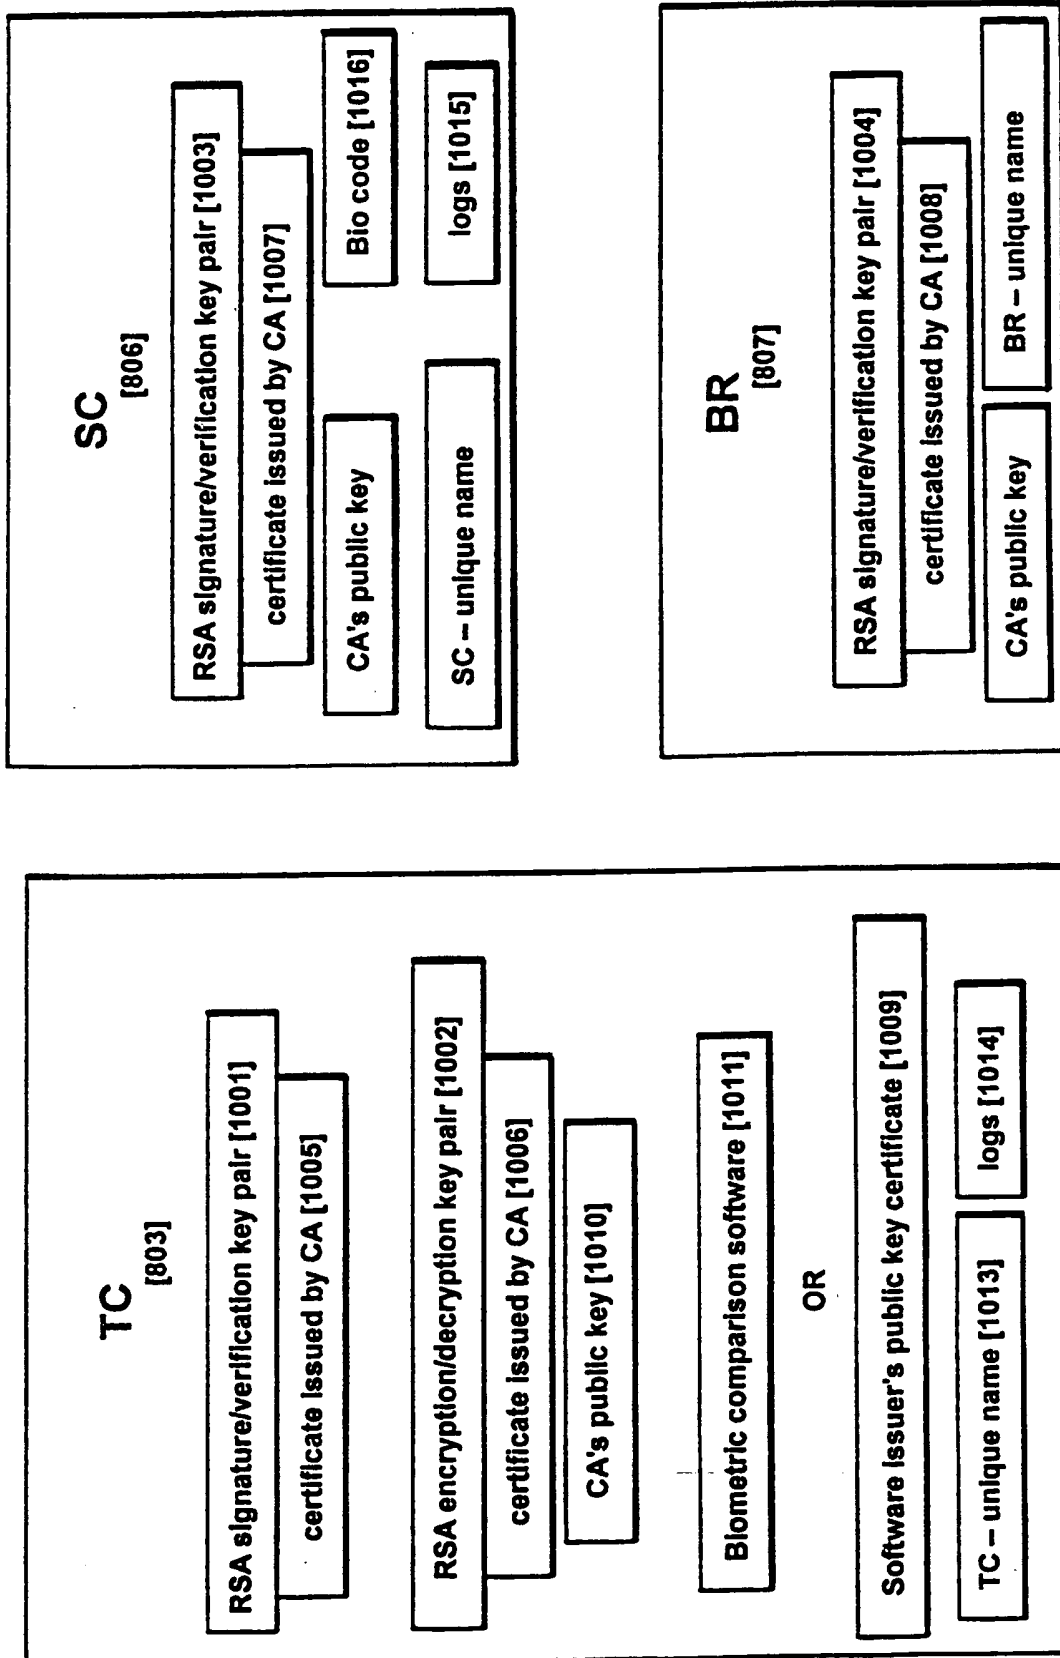 TC
[803]
RSA signature/verification key pair [1001]
certificate issued by CA [1005]
RSA encryption/decryption key pair [1002]
certificate issued by CA [1006]
CA's public key [1010]
Biometric comparison software [1011]
OR
Software issuer's public key certificate [1009]
TC – unique name [1013]
logs [1014]
SC
[806]
RSA signature/verification key pair [1003]
certificate issued by CA [1007]
CA's public key
Bio code [1016]
SC – unique name
logs [1015]
BR
[807]
RSA signature/verification key pair [1004]
certificate issued by CA [1008]
CA's public key
BR – unique name